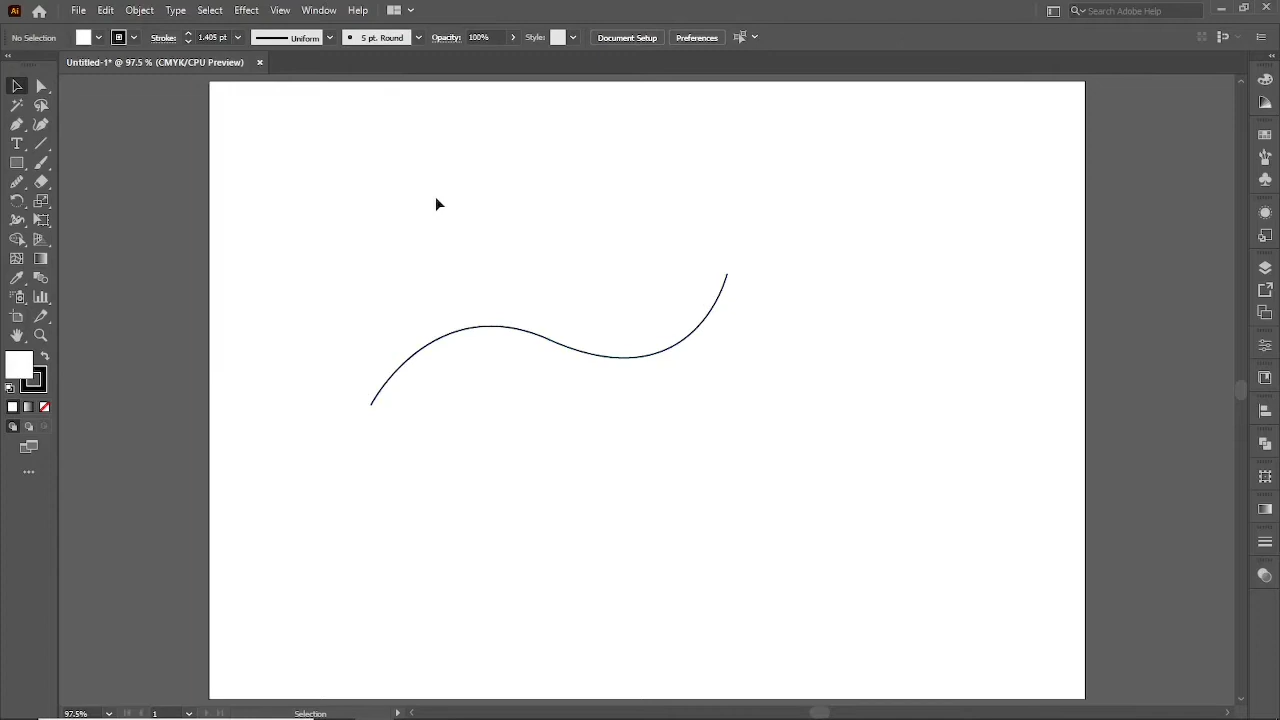 Ai File Edit Object Type Select Effect View Window Help Search Adobe Help
No Selection Stroke: 1.405 pt Uniform 5 pt. Round Opacity: 100% Style: Document Setup Preferences
Untitled-1* @ 97.5 % (CMYK/CPU Preview)
97.5% 1 Selection